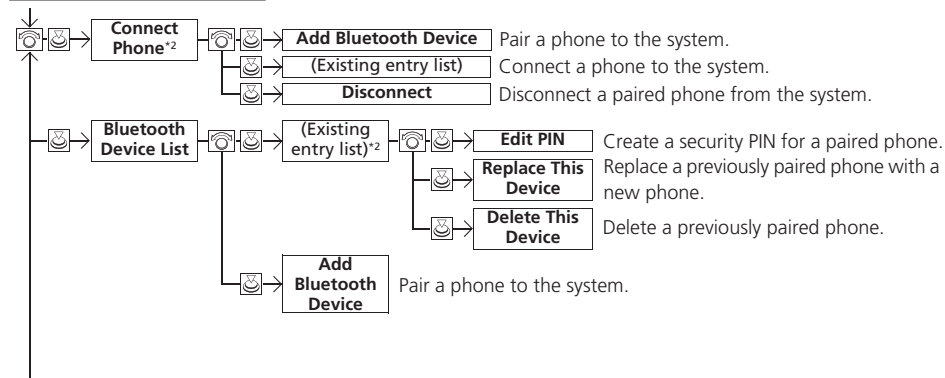 Connect
Phone*2
Add Bluetooth Device
Pair a phone to the system.
(Existing entry list)
Connect a phone to the system.
Disconnect
Disconnect a paired phone from the system.
Bluetooth
Device List
(Existing
entry list)*2
Edit PIN
Create a security PIN for a paired phone.
Replace This
Device
Replace a previously paired phone with a
new phone.
Delete This
Device
Delete a previously paired phone.
Add
Bluetooth
Device
Pair a phone to the system.